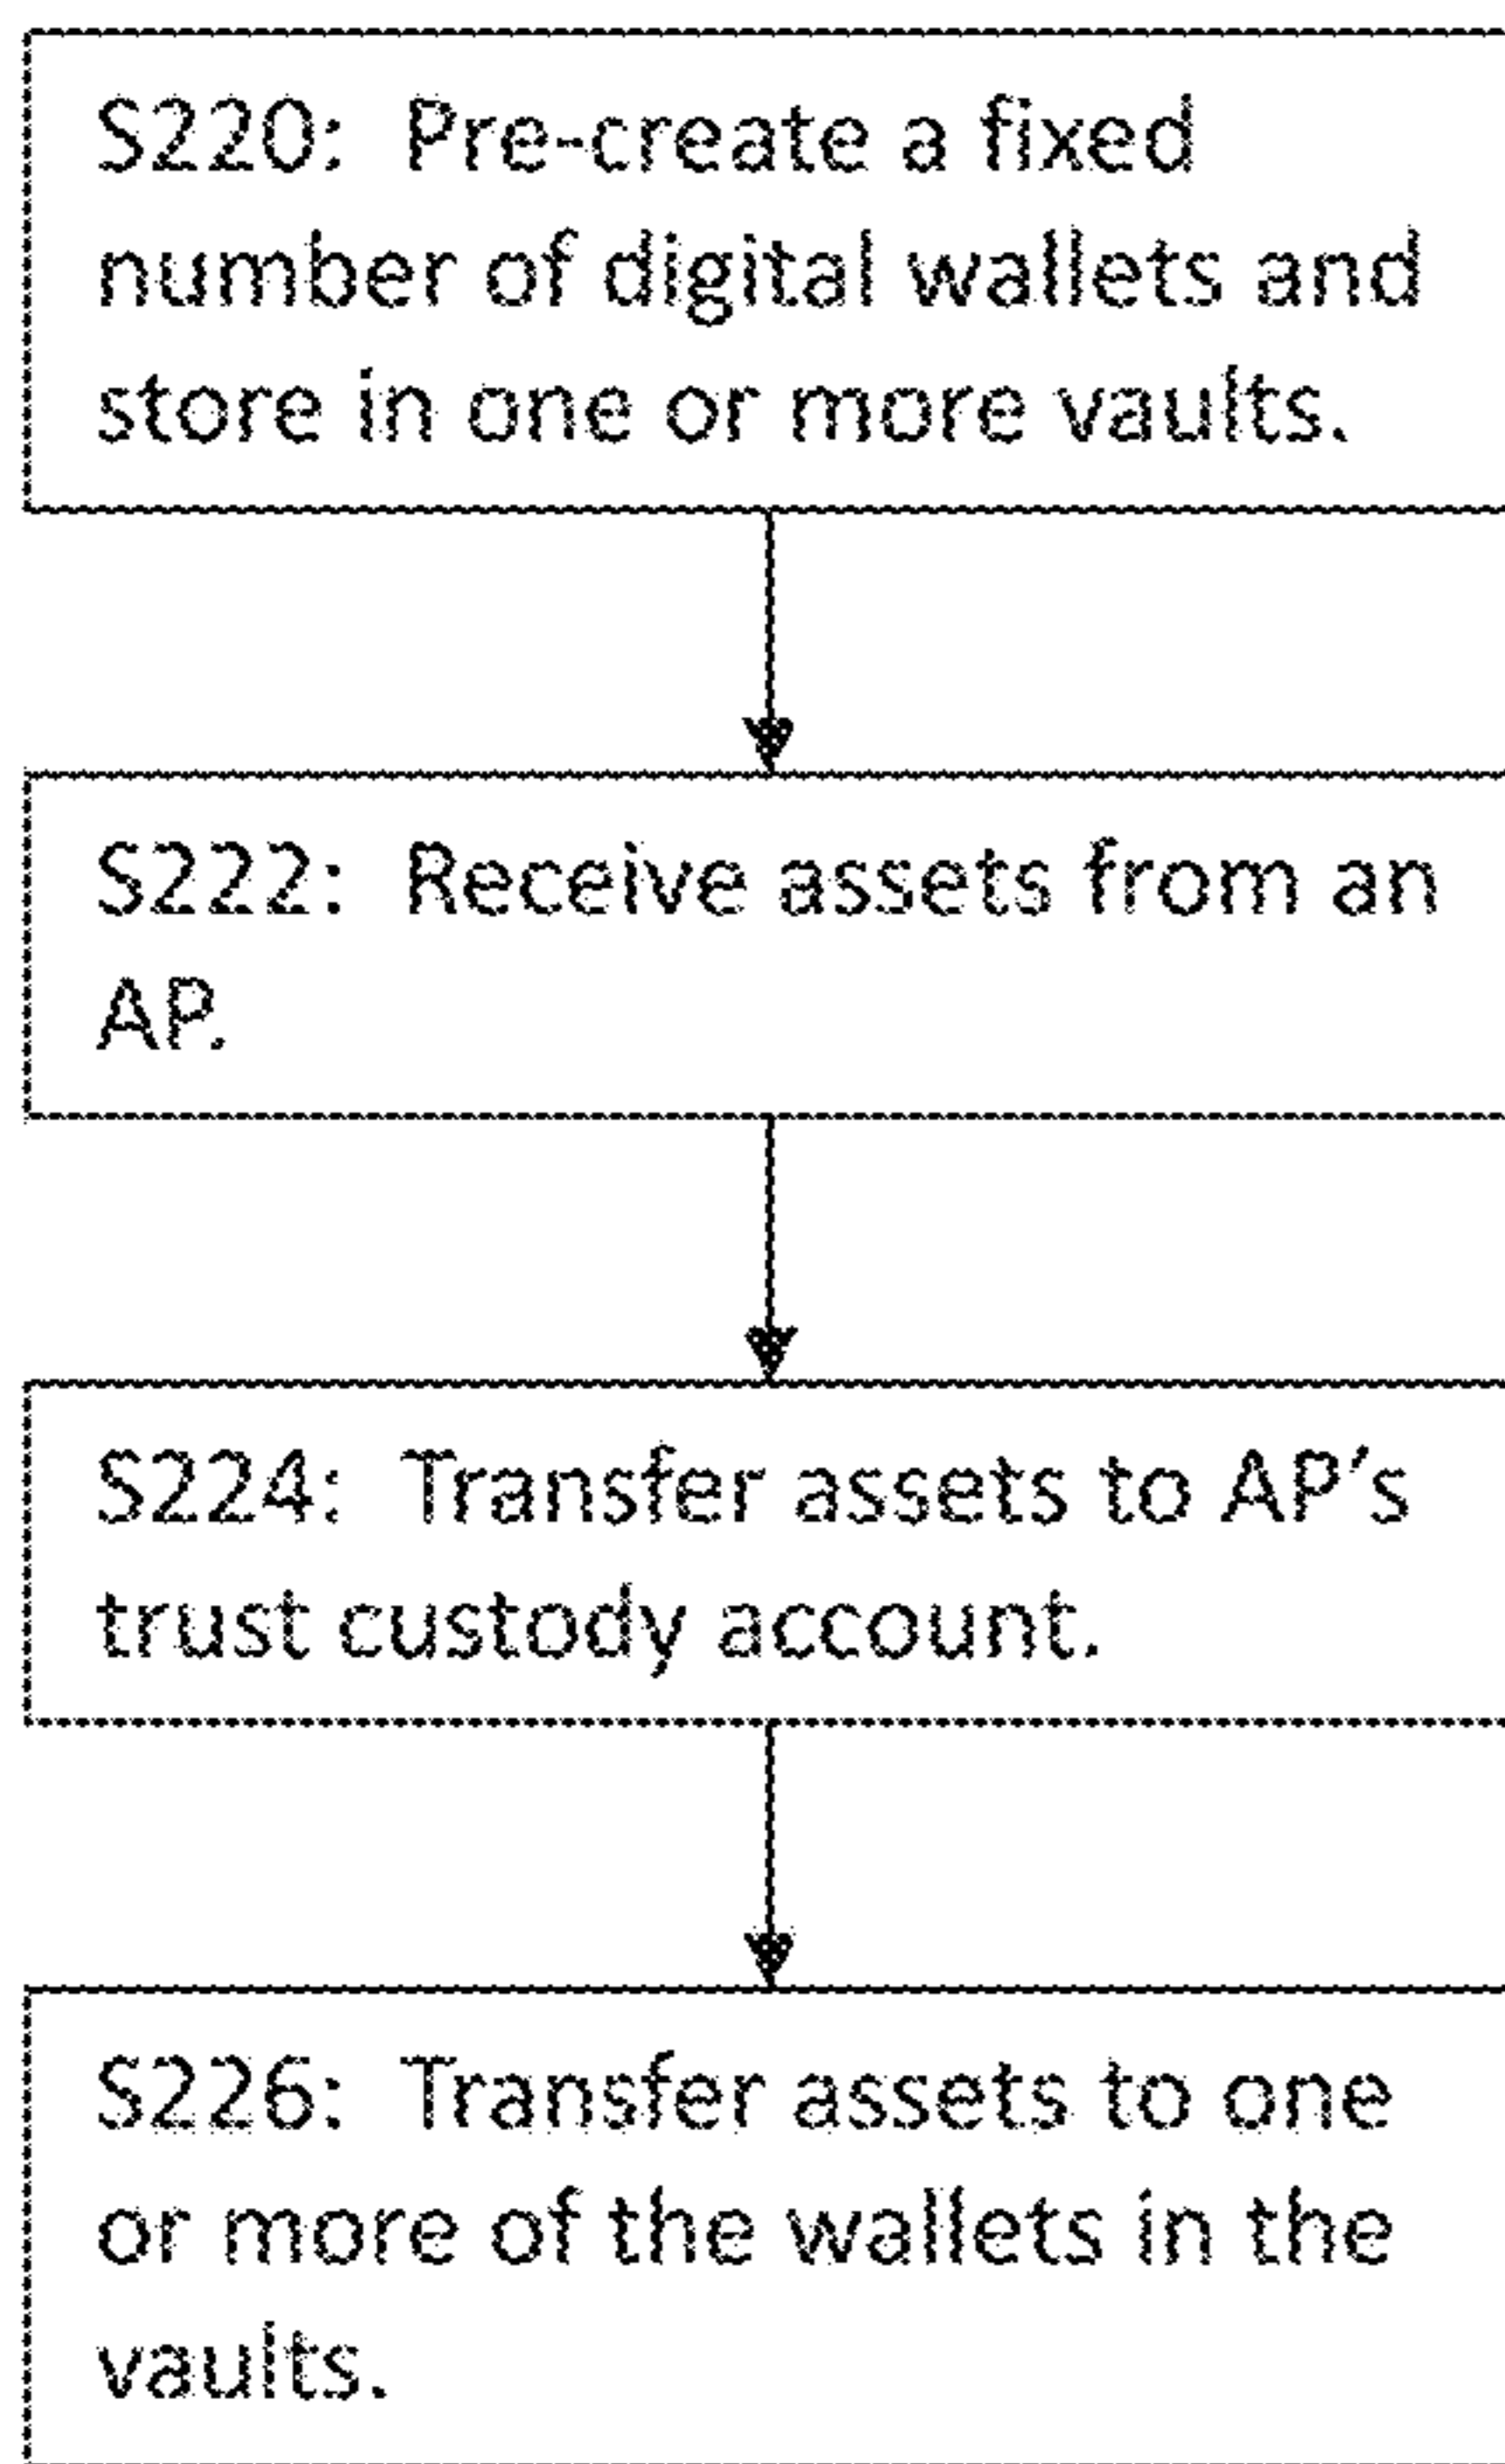 S220: Pre-create a fixed
number of digital wallets and
store in one or more vaults.
S222: Receive assets from an
AP.
S224: Transfer assets to AP's
trust custody account.
S226: Transfer assets to one
or more of the wallets in the
vaults.